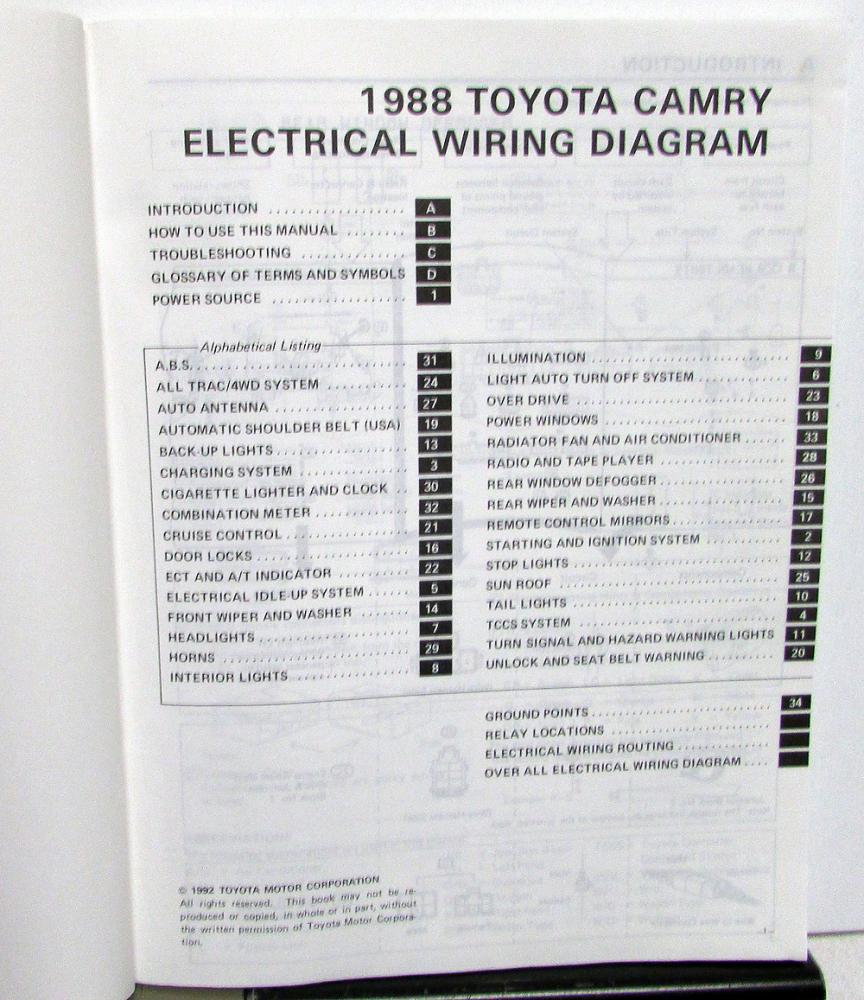 1988 TOYOTA CAMRY
ELECTRICAL WIRING DIAGRAM
INTRODUCTION .................. A
HOW TO USE THIS MANUAL ........ B
TROUBLESHOOTING .............. C
GLOSSARY OF TERMS AND SYMBOLS D
POWER SOURCE .................. 1
Alphabetical Listing
A.B.S. .......................... 31
ALL TRAC/4WD SYSTEM ............ 24
AUTO ANTENNA .................. 27
AUTOMATIC SHOULDER BELT (USA) 19
BACK-UP LIGHTS .................. 13
CHARGING SYSTEM ................ 3
CIGARETTE LIGHTER AND CLOCK .. 30
COMBINATION METER .............. 32
CRUISE CONTROL .................. 21
DOOR LOCKS ...................... 16
ECT AND A/T INDICATOR .......... 22
ELECTRICAL IDLE-UP SYSTEM ...... 5
FRONT WIPER AND WASHER ........ 14
HEADLIGHTS ...................... 7
HORNS .......................... 29
INTERIOR LIGHTS .................. 8
ILLUMINATION .......................... 9
LIGHT AUTO TURN OFF SYSTEM ............ 6
OVER DRIVE .......................... 23
POWER WINDOWS ...................... 18
RADIATOR FAN AND AIR CONDITIONER ...... 33
RADIO AND TAPE PLAYER ................ 28
REAR WINDOW DEFOGGER ................ 26
REAR WIPER AND WASHER ................ 15
REMOTE CONTROL MIRRORS .............. 17
STARTING AND IGNITION SYSTEM .......... 2
STOP LIGHTS .......................... 12
SUN ROOF ............................ 25
TAIL LIGHTS .......................... 10
TCCS SYSTEM .......................... 4
TURN SIGNAL AND HAZARD WARNING LIGHTS 11
UNLOCK AND SEAT BELT WARNING .......... 20
GROUND POINTS ........................ 34
RELAY LOCATIONS ......................
ELECTRICAL WIRING ROUTING ............
OVER ALL ELECTRICAL WIRING DIAGRAM ....
© 1992 TOYOTA MOTOR CORPORATION
All rights reserved. This book may not be re-
produced or copied, in whole or in part, without
the written permission of Toyota Motor Corpora-
tion.